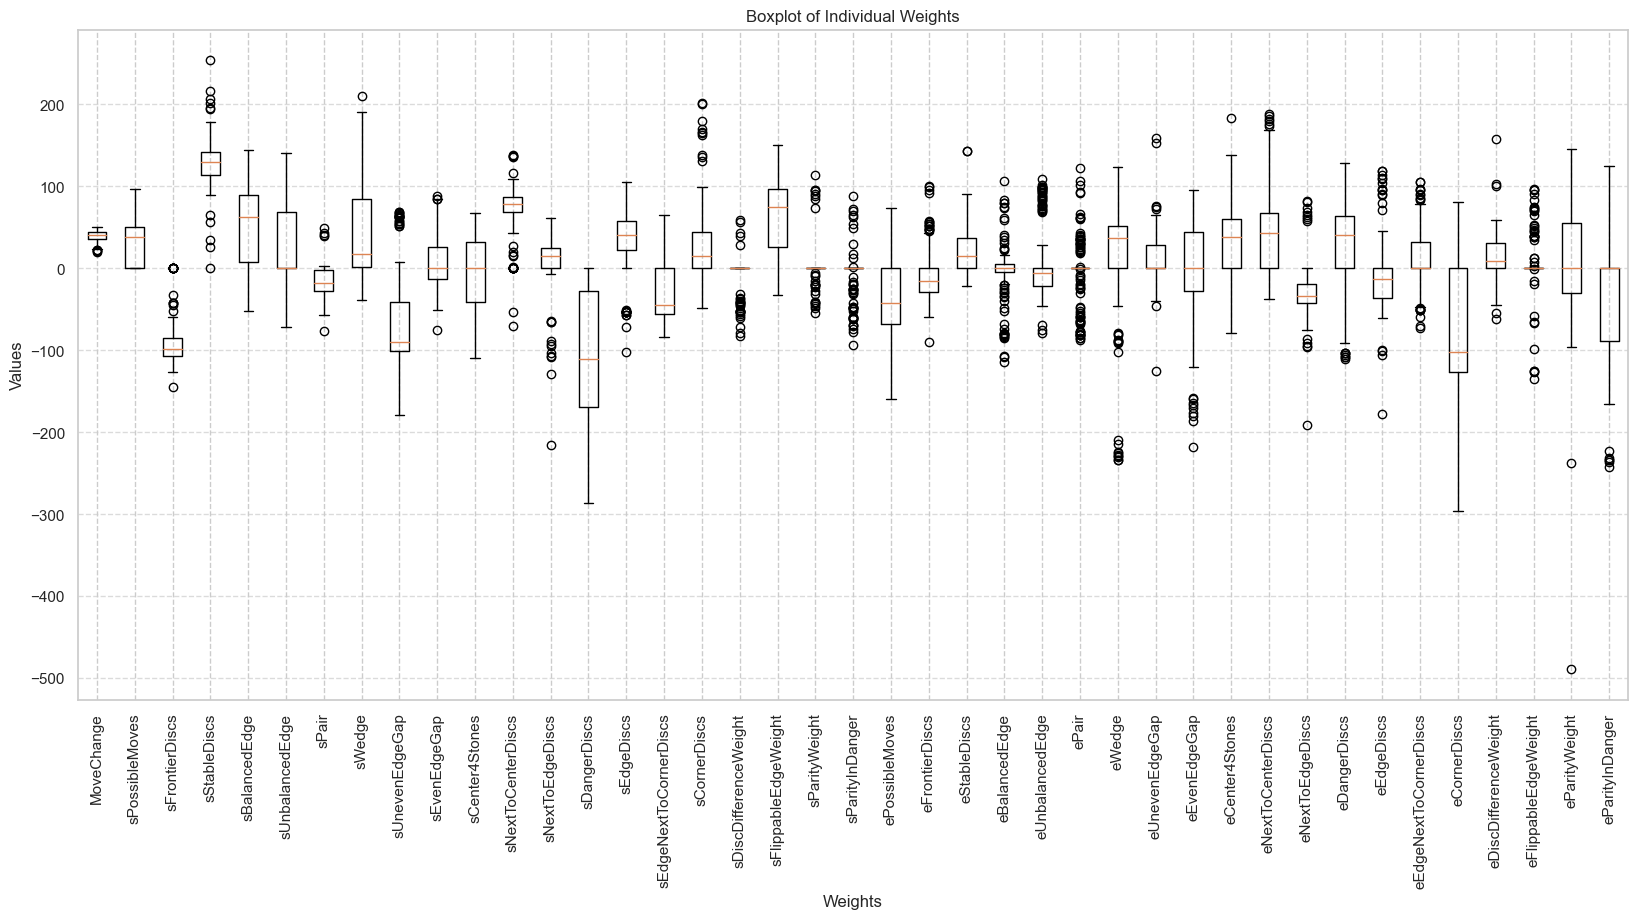 Boxplot of Individual Weights
Values
200
100
0
−100
−200
−300
−400
−500
MoveChange
sPossibleMoves
sFrontierDiscs
sStableDiscs
sBalancedEdge
sUnbalancedEdge
sPair
sWedge
sUnevenEdgeGap
sEvenEdgeGap
sCenter4Stones
sNextToCenterDiscs
sNextToEdgeDiscs
sDangerDiscs
sEdgeDiscs
sEdgeNextToCornerDiscs
sCornerDiscs
sDiscDifferenceWeight
sFlippableEdgeWeight
sParityWeight
sParityInDanger
ePossibleMoves
eFrontierDiscs
eStableDiscs
eBalancedEdge
eUnbalancedEdge
ePair
eWedge
eUnevenEdgeGap
eEvenEdgeGap
eCenter4Stones
eNextToCenterDiscs
eNextToEdgeDiscs
eDangerDiscs
eEdgeDiscs
eEdgeNextToCornerDiscs
eCornerDiscs
eDiscDifferenceWeight
eFlippableEdgeWeight
eParityWeight
eParityInDanger
Weights